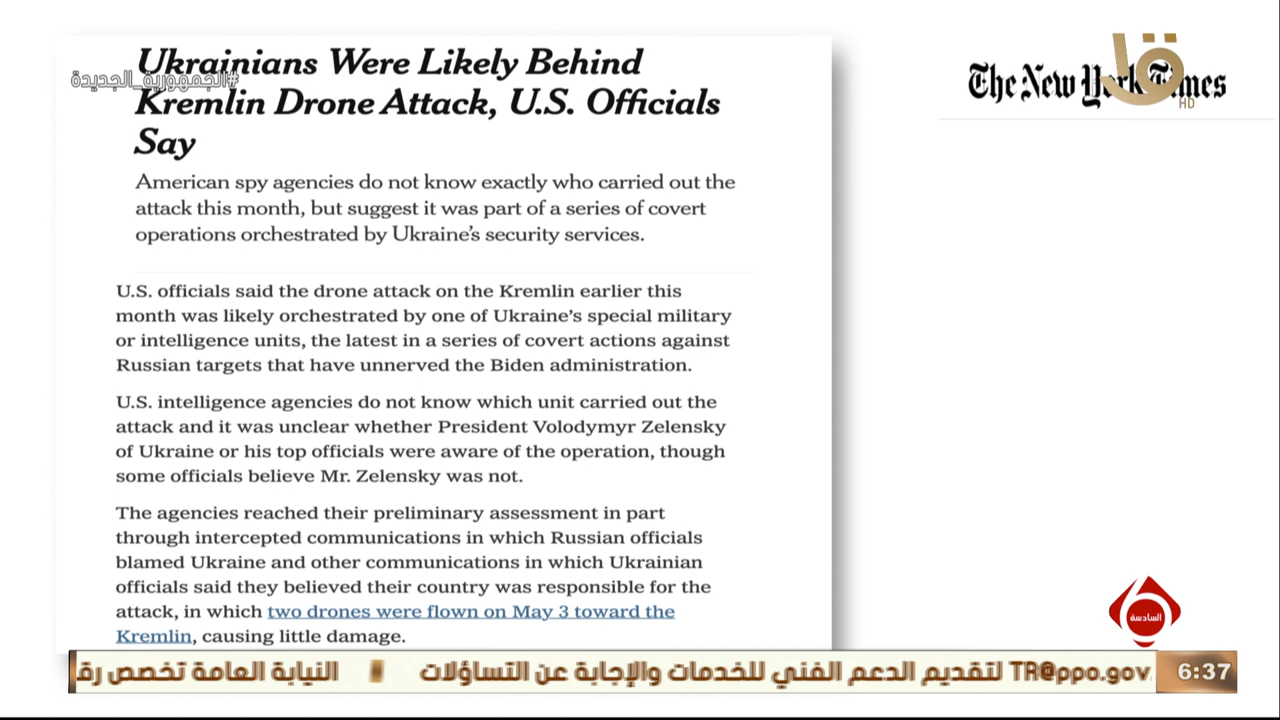 Ukrainians Were Likely Behind
Kremlin Drone Attack, U.S. Officials
Say
#الجمهورية_الجديدة
American spy agencies do not know exactly who carried out the
attack this month, but suggest it was part of a series of covert
operations orchestrated by Ukraine's security services.
U.S. officials said the drone attack on the Kremlin earlier this
month was likely orchestrated by one of Ukraine's special military
or intelligence units, the latest in a series of covert actions against
Russian targets that have unnerved the Biden administration.
U.S. intelligence agencies do not know which unit carried out the
attack and it was unclear whether President Volodymyr Zelensky
of Ukraine or his top officials were aware of the operation, though
some officials believe Mr. Zelensky was not.
The agencies reached their preliminary assessment in part
through intercepted communications in which Russian officials
blamed Ukraine and other communications in which Ukrainian
officials said they believed their country was responsible for the
attack, in which two drones were flown on May 3 toward the
Kremlin, causing little damage.
The New York Times
HD
السادسة
TR@ppo.gov لتقديم الدعم الفني للخدمات والإجابة عن التساؤلات
النيابة العامة تخصص رق
6:37